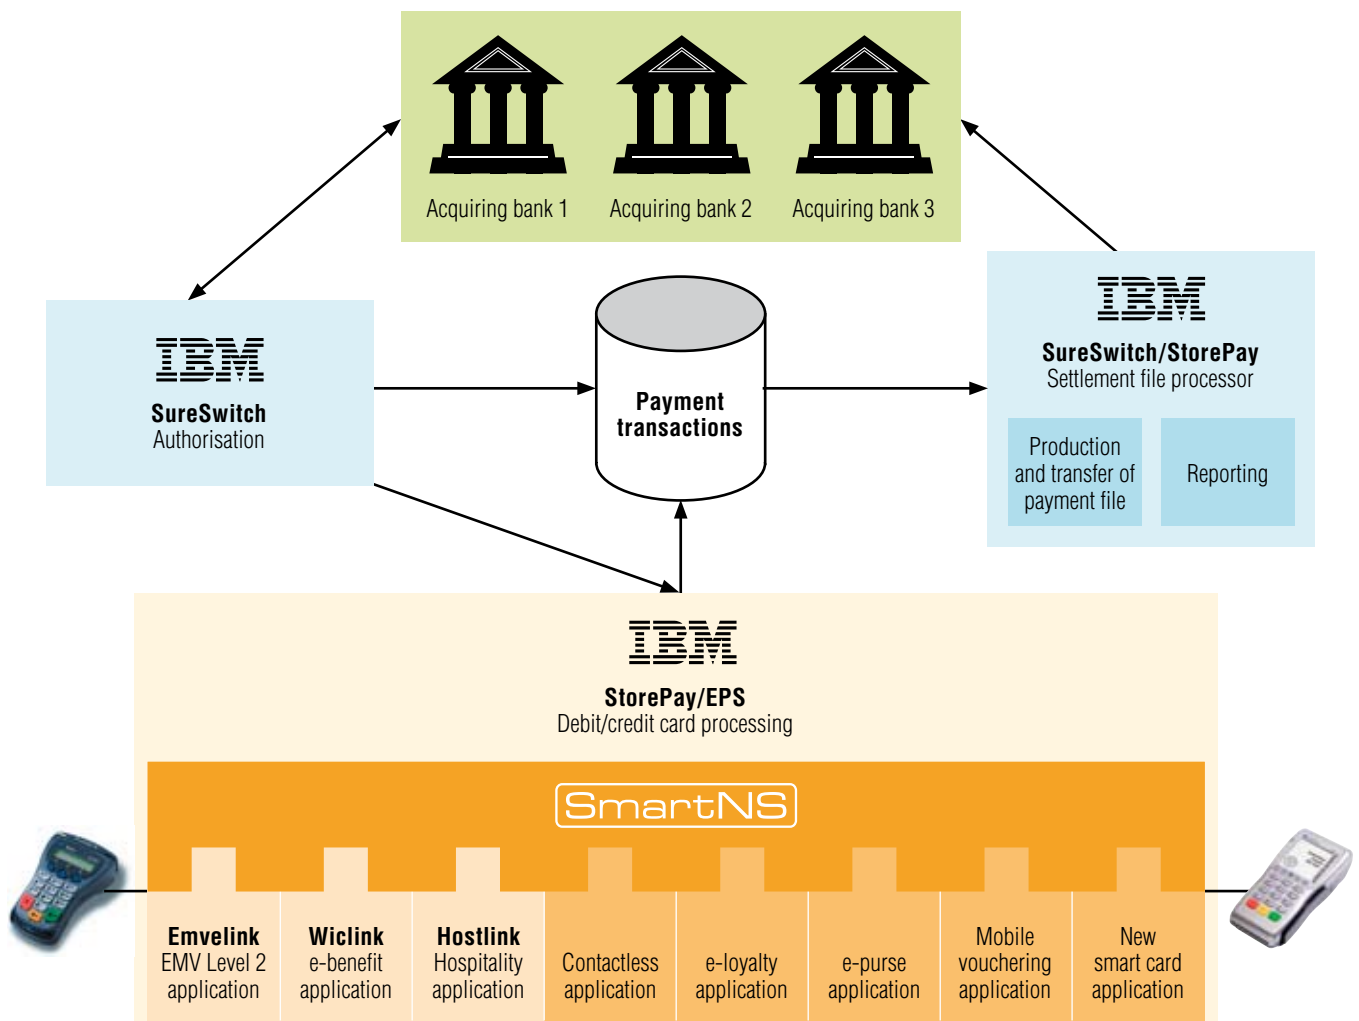 Acquiring bank 1
Acquiring bank 2
Acquiring bank 3
IBM
SureSwitch
Authorisation
Payment
transactions
IBM
SureSwitch/StorePay
Settlement file processor
Production
and transfer of
payment file
Reporting
IBM
StorePay/EPS
Debit/credit card processing
SmartNS
Emvelink
EMV Level 2
application
Wiclink
e-benefit
application
Hostlink
Hospitality
application
Contactless
application
e-loyalty
application
e-purse
application
Mobile
vouchering
application
New
smart card
application